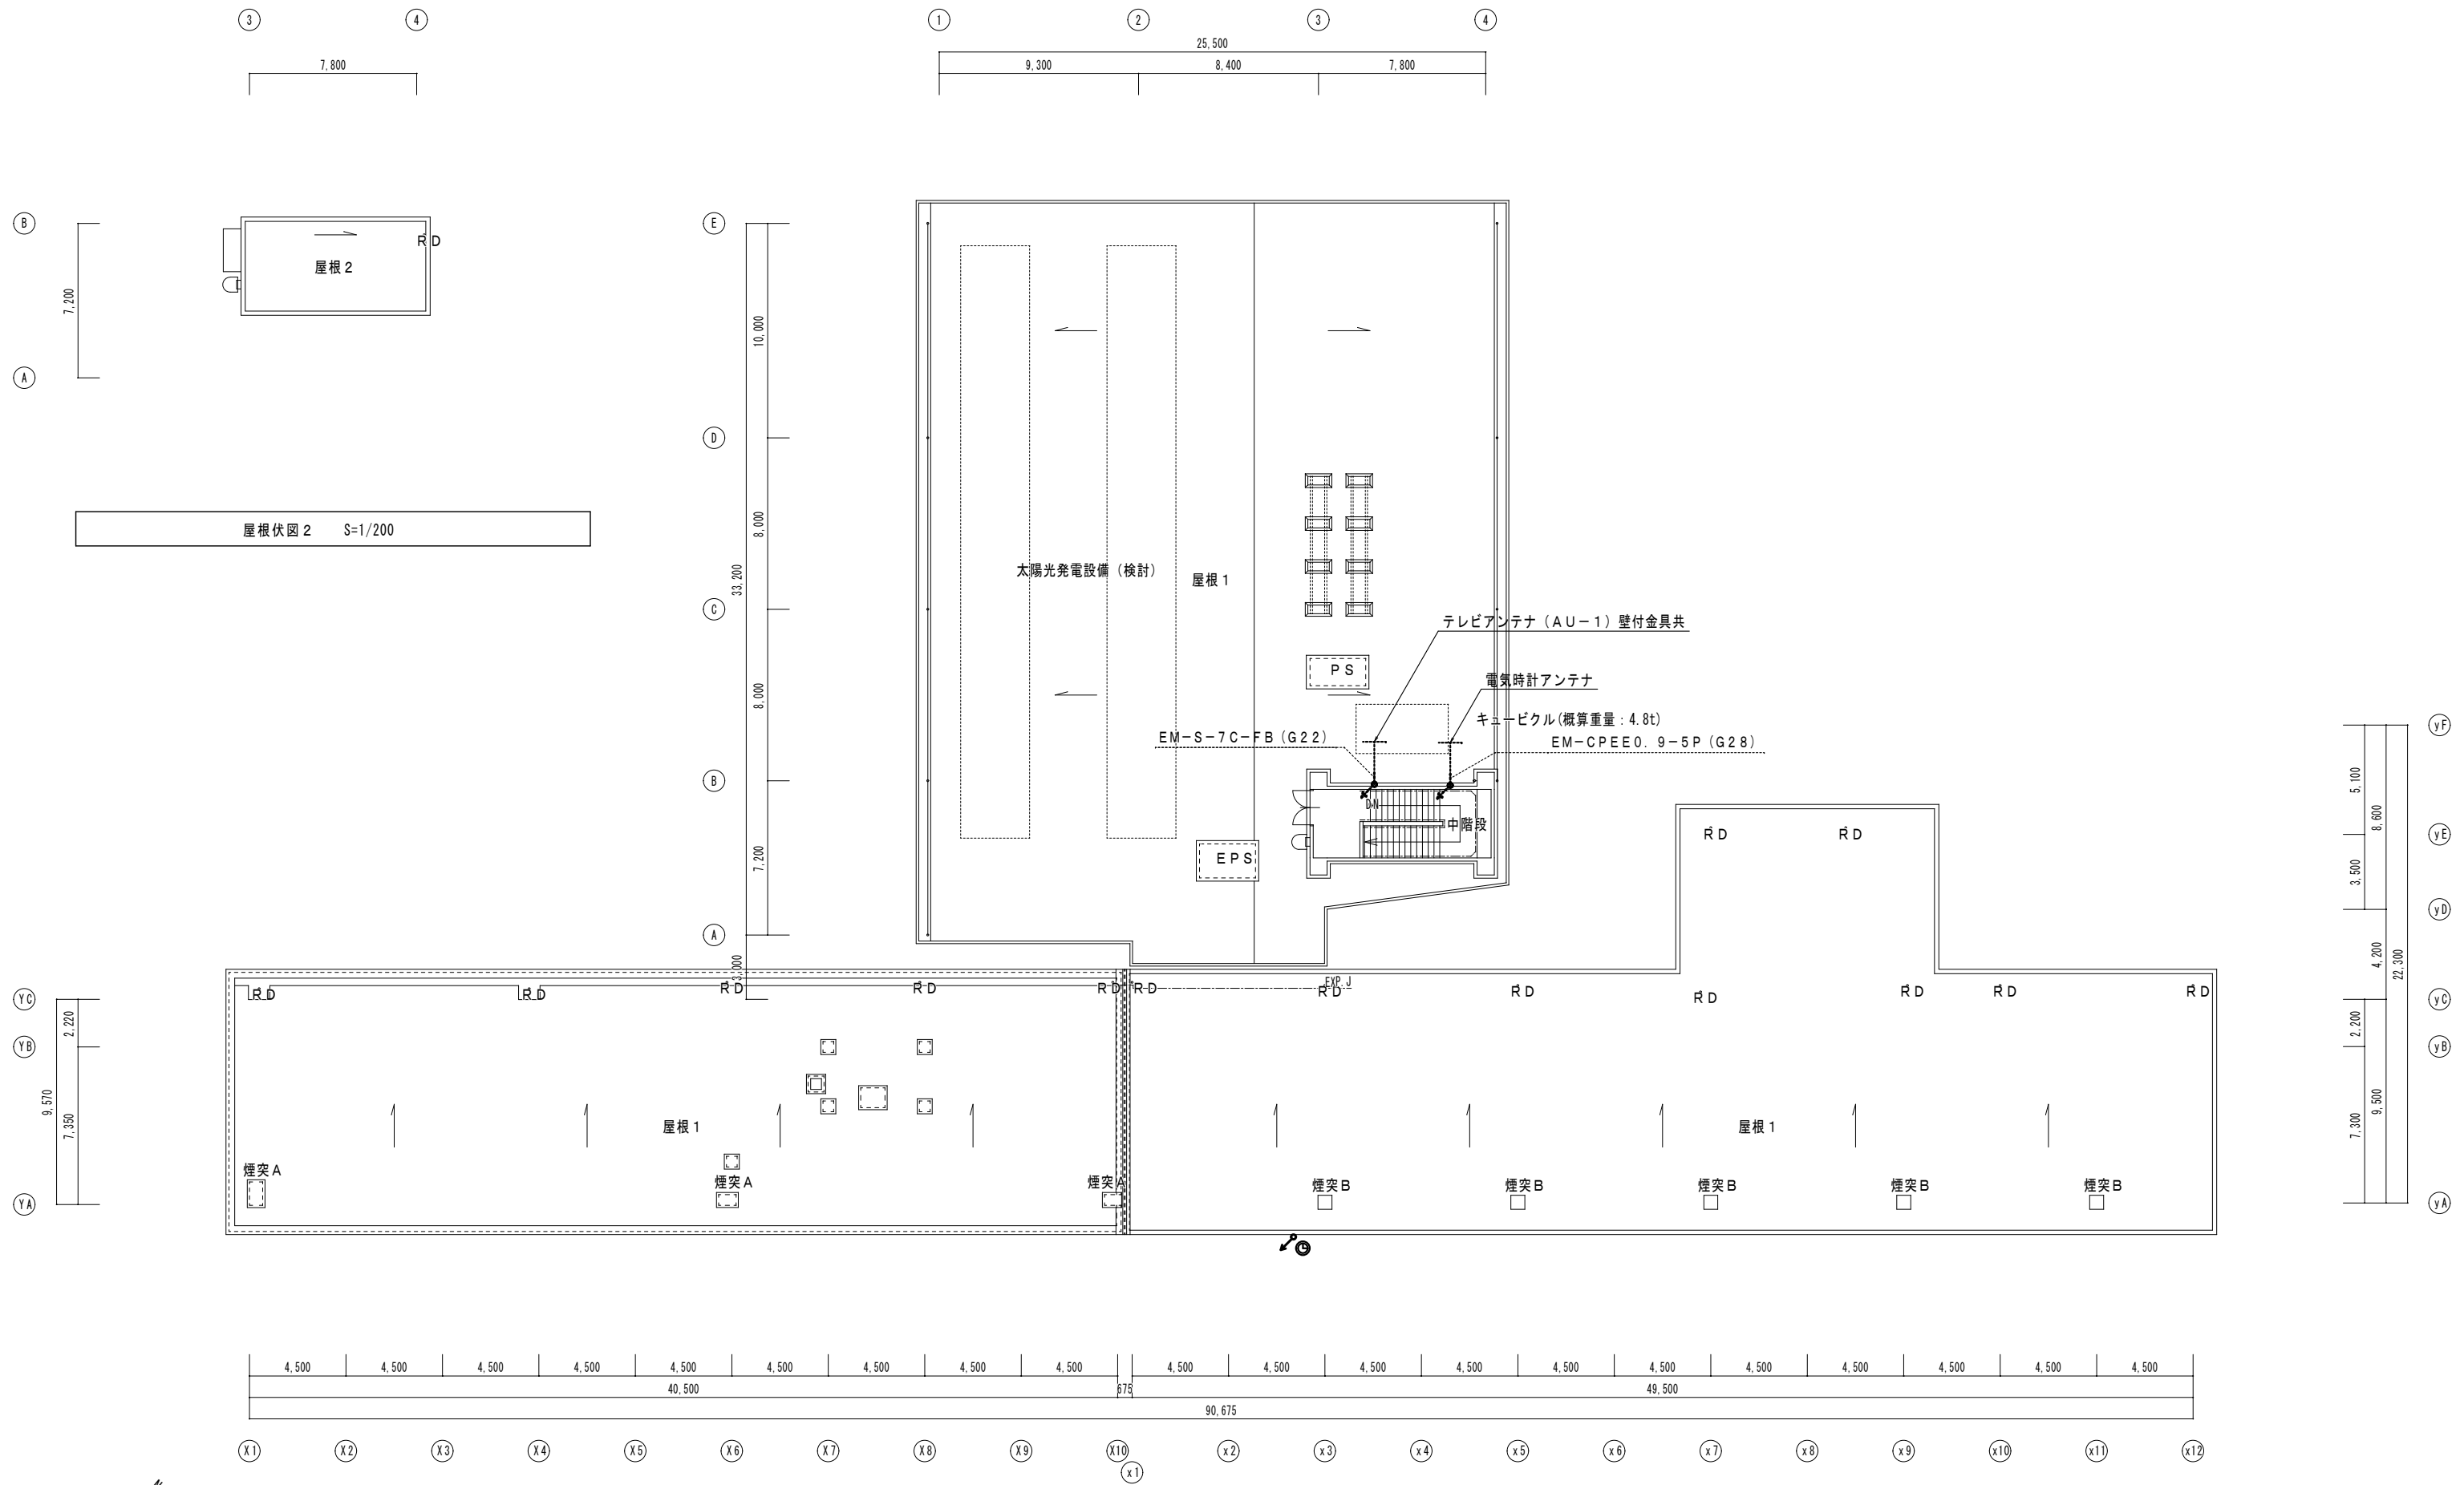 3 4 1 2 3 4
25,500
7,800 9,300 8,400 7,800
B E
RD
屋根2
7,200
10,000
A
D
屋根伏図2 S=1/200
8,000
太陽光発電設備(検討)
屋根1
33,200
C
テレビアンテナ(AU-1)壁付金具共
PS
電気時計アンテナ
8,000
キュービクル(概算重量:4.8t)
EM-S-7C-FB(G22)
EM-CPEE0.9-5P(G28)
yF
B
5,100
DN
中階段
8,600
RD RD
yE
EPS
7,200
3,500
yD
A
3,000
4,200
22,300
EXP.J
RD RD RD RD RD RD RD RD RD RD RD RD
YC yC
2,220 2,200
YB yB
9,570
7,350
9,500
7,300
屋根1 屋根1
煙突A 煙突A 煙突A 煙突B 煙突B 煙突B 煙突B 煙突B
YA yA
4,500 4,500 4,500 4,500 4,500 4,500 4,500 4,500 4,500 4,500 4,500 4,500 4,500 4,500 4,500 4,500 4,500 4,500 4,500 4,500
40,500 675 49,500
90,675
X1 X2 X3 X4 X5 X6 X7 X8 X9 X10 x2 x3 x4 x5 x6 x7 x8 x9 x10 x11 x12
x1